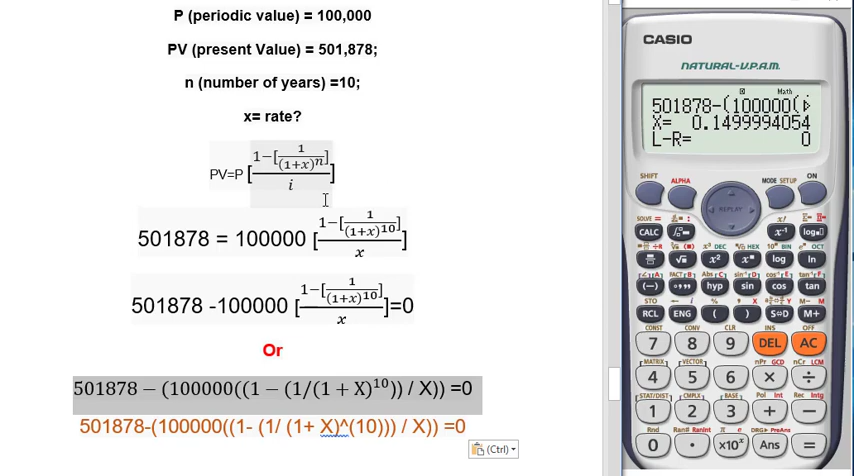 P (periodic value) = 100,000
PV (present Value) = 501,878;
n (number of years) =10;
x= rate?
PV=P [ (1−[1/(1+x)^n]) / i ]
501878 = 100000 [ (1−[1/(1+x)^10]) / x ]
501878 -100000 [ (1−[1/(1+x)^10]) / x ]=0
Or
501878 − (100000((1 − (1/(1 + X)^10)) / X)) =0
501878-(100000((1- (1/ (1+ X)^(10))) / X)) =0
(Ctrl)
CASIO
NATURAL-V.P.A.M.
Math
501878-(100000(
X= 0.1499994054
L-R= 0
SHIFT ALPHA MODE SETUP ON
REPLAY
SOLVE =
CALC x! x⁻¹ log
x³ DEC 10ˣ BIN eˣ OCT
x² log ln
FACT [B] Abs [C] sin⁻¹ [D] cos⁻¹ [E] tan⁻¹ [F]
(−) hyp sin cos tan
STO M− M
RCL ENG ( ) S⇔D M+
CONST CONV CLR INS OFF
7 8 9 DEL AC
[MATRIX] [VECTOR] nPr GCD nCr LCM
4 5 6 × ÷
[STAT/DIST] [CMPLX] [BASE] Pol Int Rec Intg
1 2 3 + −
Rnd Ran# RanInt π e DRG▸ PreAns
0 . ×10ˣ Ans =